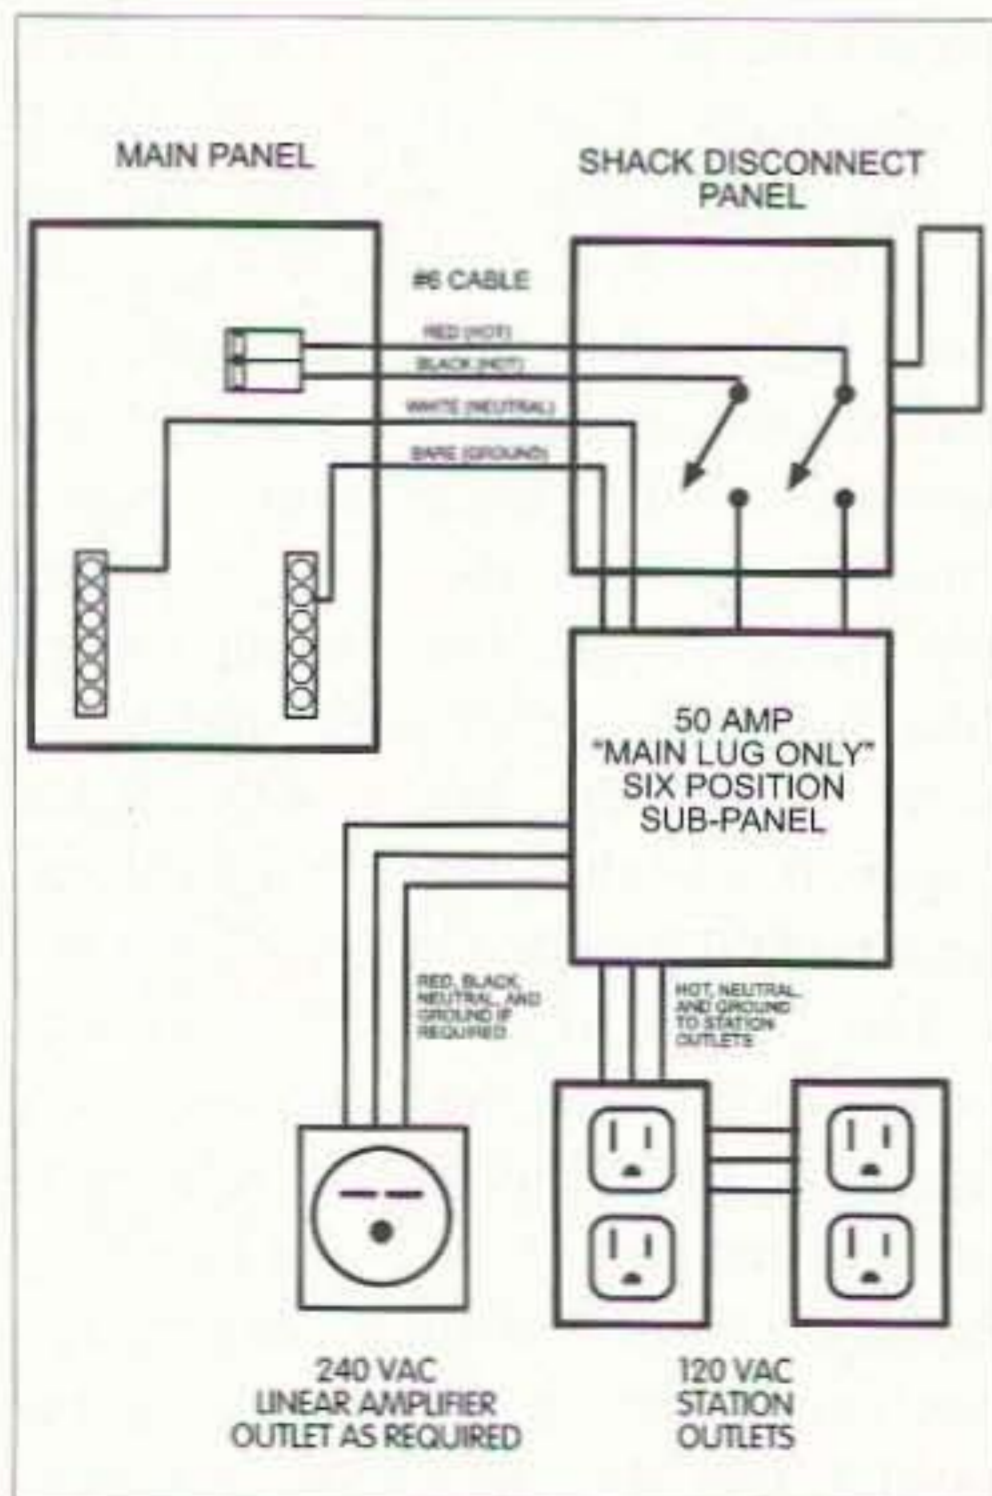 MAIN PANEL
SHACK DISCONNECT
PANEL
#6 CABLE
RED (HOT)
BLACK (HOT)
WHITE (NEUTRAL)
BARE (GROUND)
50 AMP
"MAIN LUG ONLY"
SIX POSITION
SUB-PANEL
RED, BLACK,
NEUTRAL, AND
GROUND IF
REQUIRED
HOT, NEUTRAL,
AND GROUND
TO STATION
OUTLETS
240 VAC
LINEAR AMPLIFIER
OUTLET AS REQUIRED
120 VAC
STATION
OUTLETS